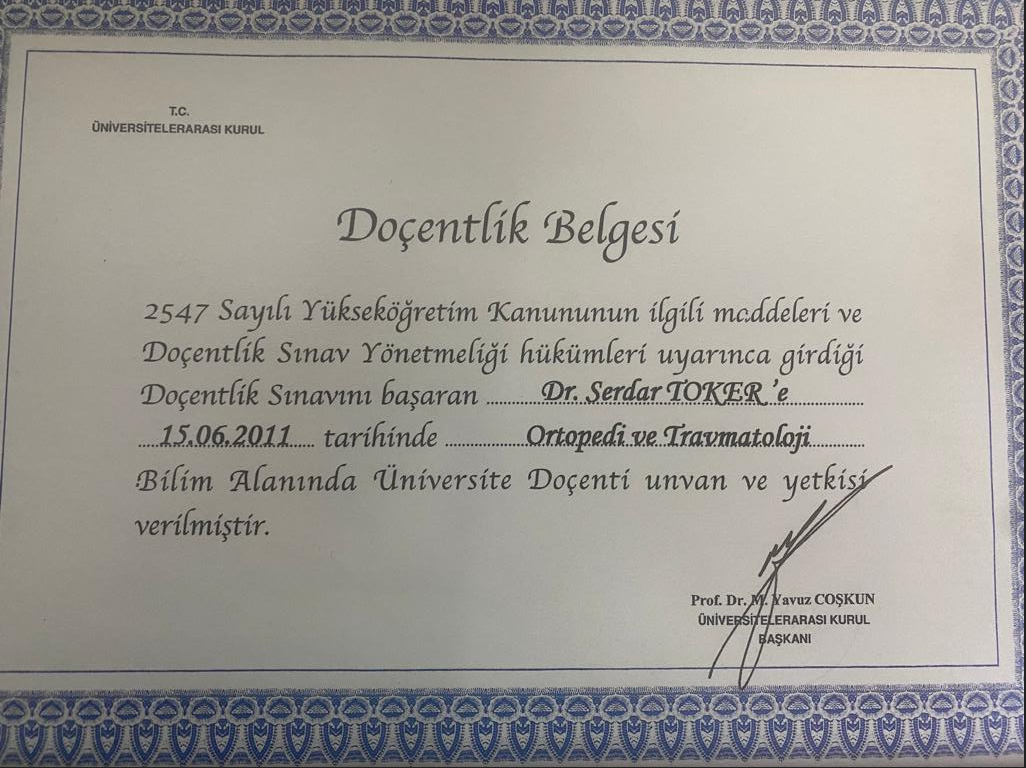 T.C.
ÜNİVERSİTELERARASI KURUL
Doçentlik Belgesi
2547 Sayılı Yükseköğretim Kanununun ilgili maddeleri ve
Doçentlik Sınav Yönetmeliği hükümleri uyarınca girdiği
Doçentlik Sınavını başaran ........ Dr. Serdar TOKER 'e ........
.... 15.06.2011 .... tarihinde ........ Ortopedi ve Travmatoloji ........
Bilim Alanında Üniversite Doçenti unvan ve yetkisi
verilmiştir.
Prof. Dr. M. Yavuz COŞKUN
ÜNİVERSİTELERARASI KURUL
BAŞKANI